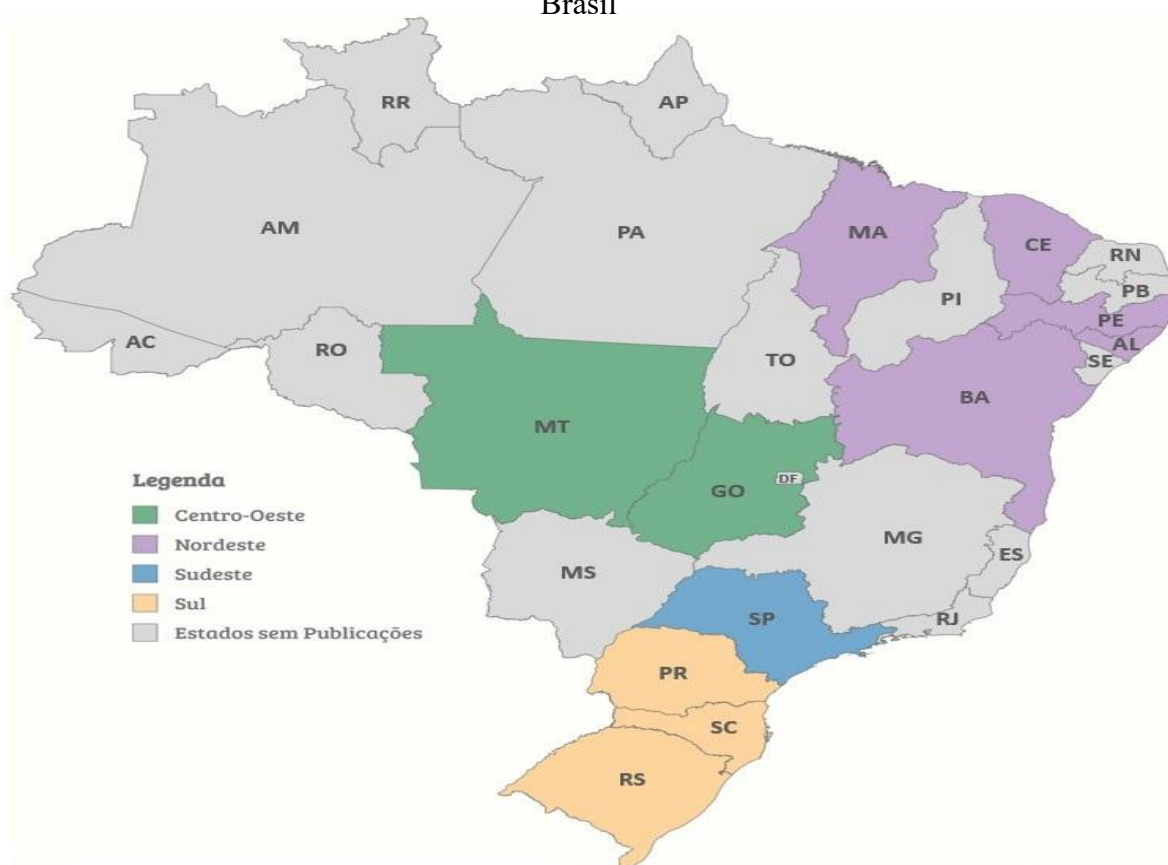 Brasil
RR
AP
AM
PA
MA
CE
RN
PB
PI
PE
AL
SE
AC
RO
TO
BA
MT
GO
DF
MG
ES
MS
SP
RJ
PR
SC
RS
Legenda
Centro-Oeste
Nordeste
Sudeste
Sul
Estados sem Publicações